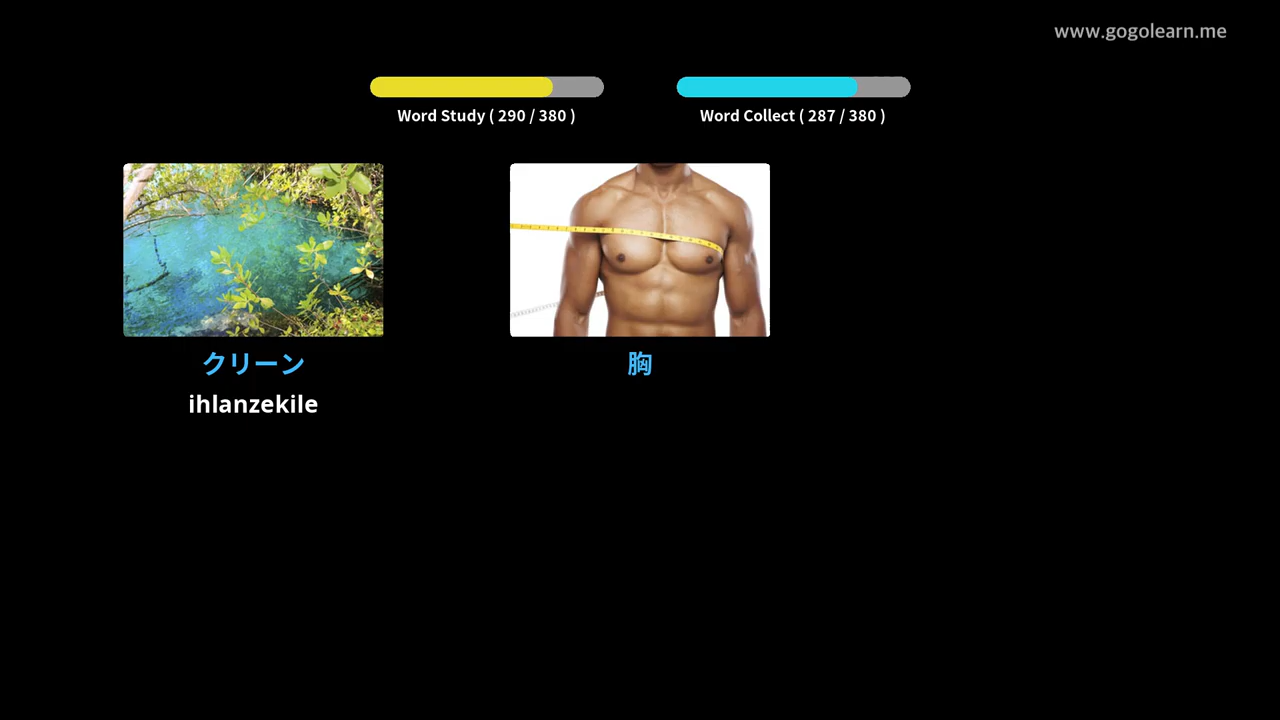 www.gogolearn.me
Word Study ( 290 / 380 )
Word Collect ( 287 / 380 )
クリーン
ihlanzekile
胸